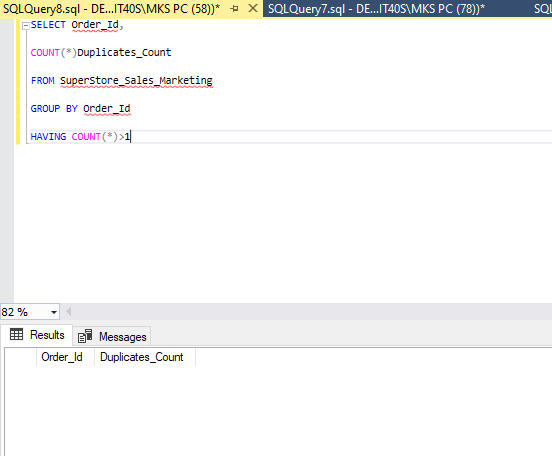 SQLQuery8.sql - DE...IT40S\MKS PC (58))* SQLQuery7.sql - DE...IT40S\MKS PC (78))* SQL
SELECT Order_Id,
COUNT(*)Duplicates_Count
FROM SuperStore_Sales_Marketing
GROUP BY Order_Id
HAVING COUNT(*)>1
82 %
Results Messages
Order_Id Duplicates_Count